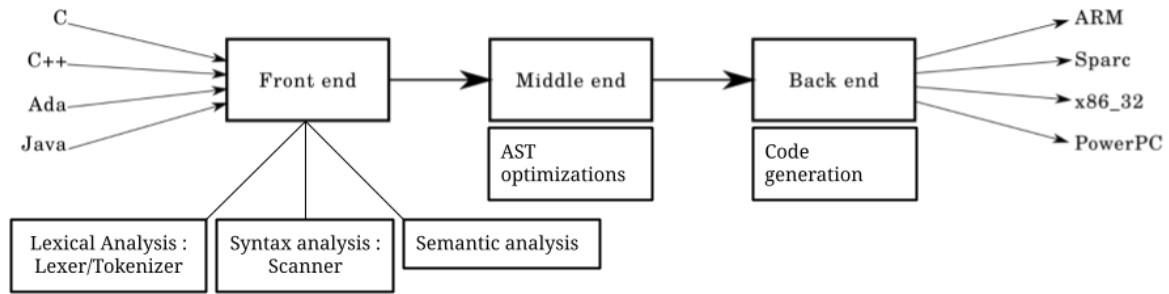 C
C++
Ada
Java
Front end
Middle end
Back end
ARM
Sparc
x86_32
PowerPC
AST
optimizations
Code
generation
Lexical Analysis :
Lexer/Tokenizer
Syntax analysis :
Scanner
Semantic analysis